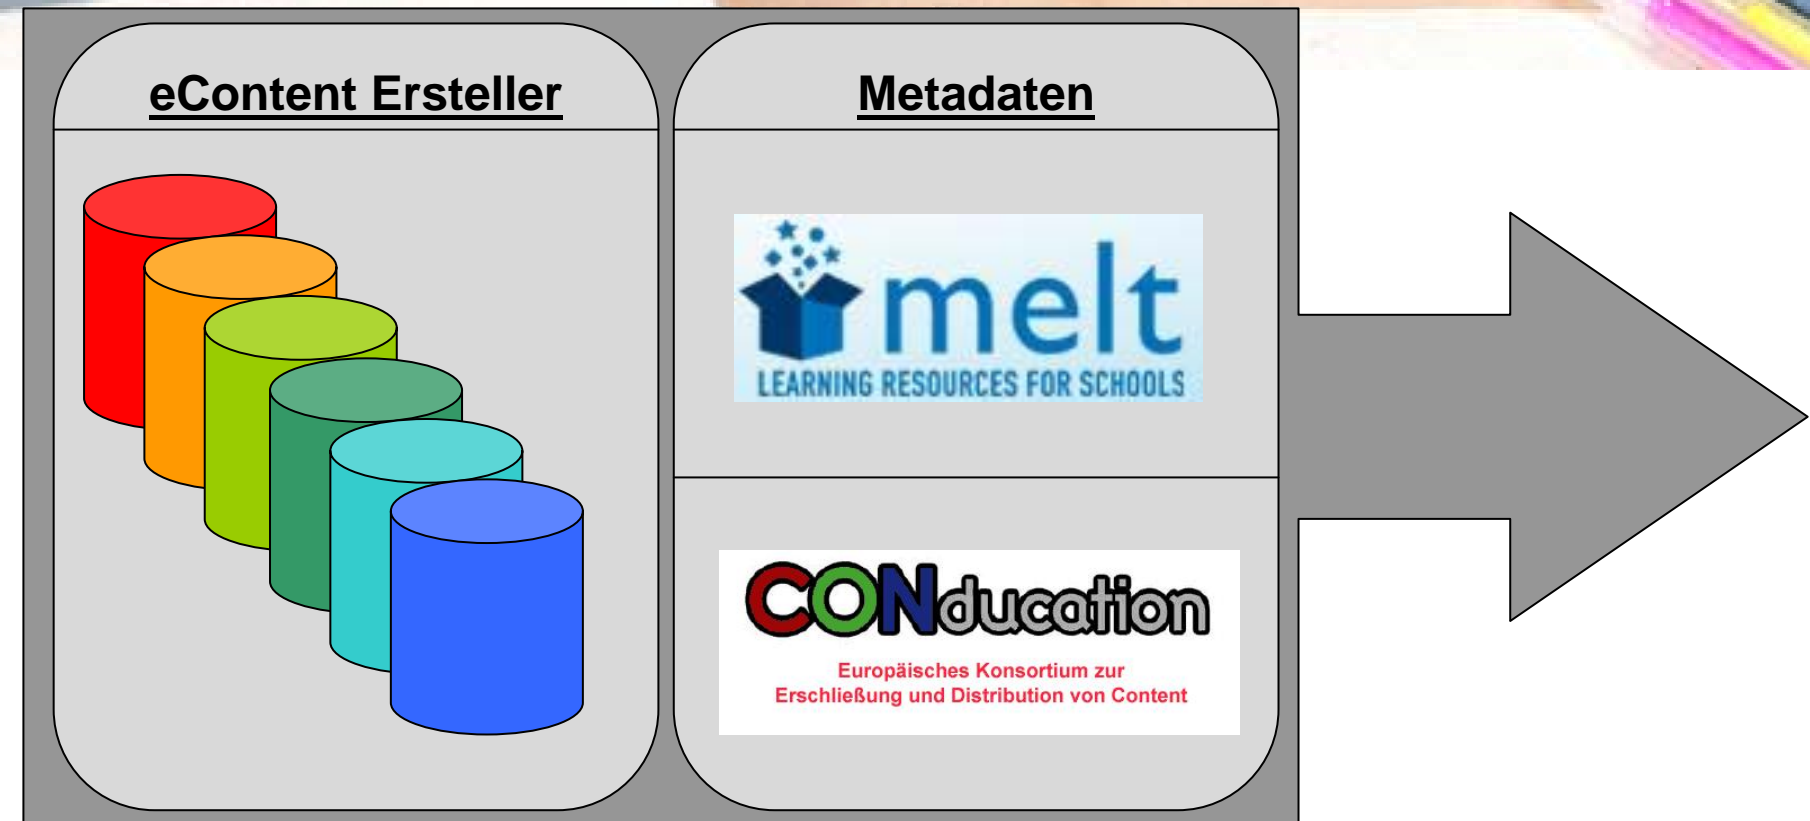 eContent Ersteller
Metadaten
melt
LEARNING RESOURCES FOR SCHOOLS
CONducation
Europäisches Konsortium zur
Erschließung und Distribution von Content